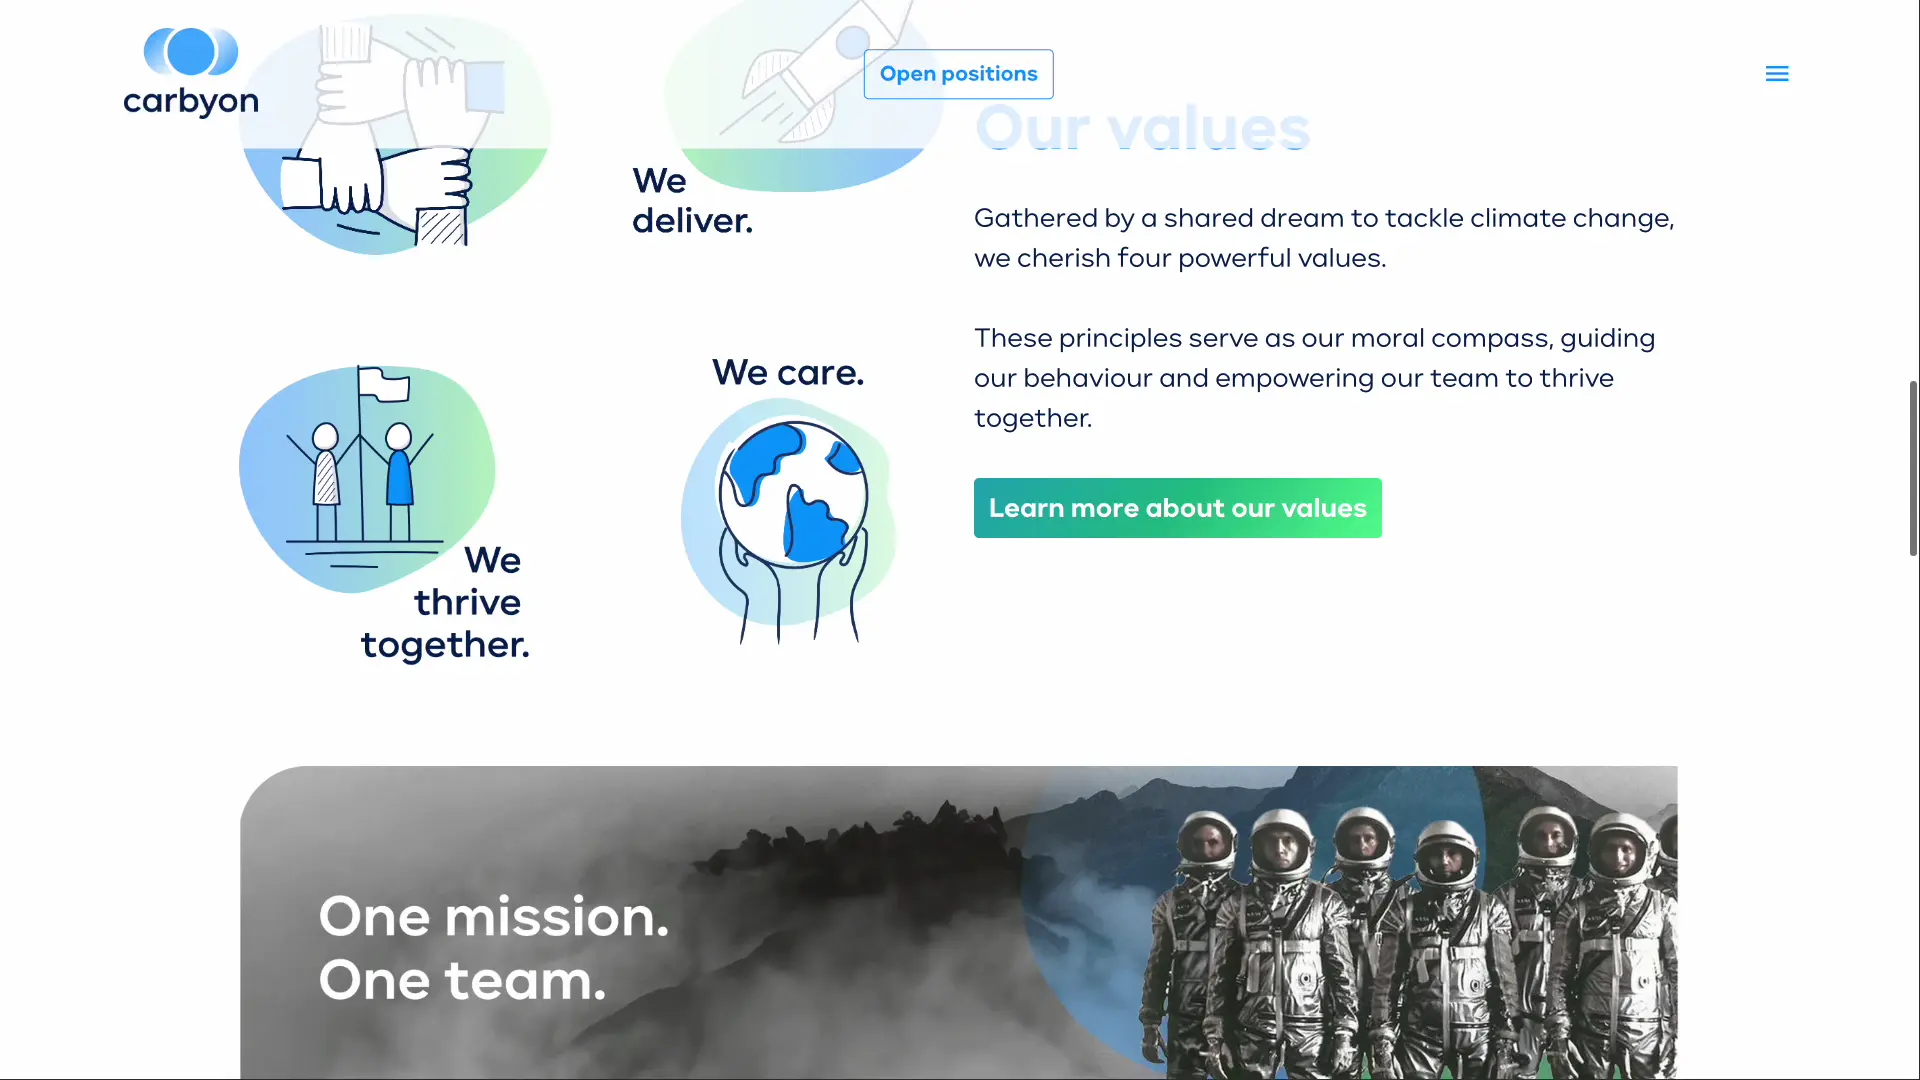 carbyon
Open positions
Our values
We
deliver.
Gathered by a shared dream to tackle climate change,
we cherish four powerful values.
These principles serve as our moral compass, guiding
our behaviour and empowering our team to thrive
together.
We care.
Learn more about our values
We
thrive
together.
One mission.
One team.